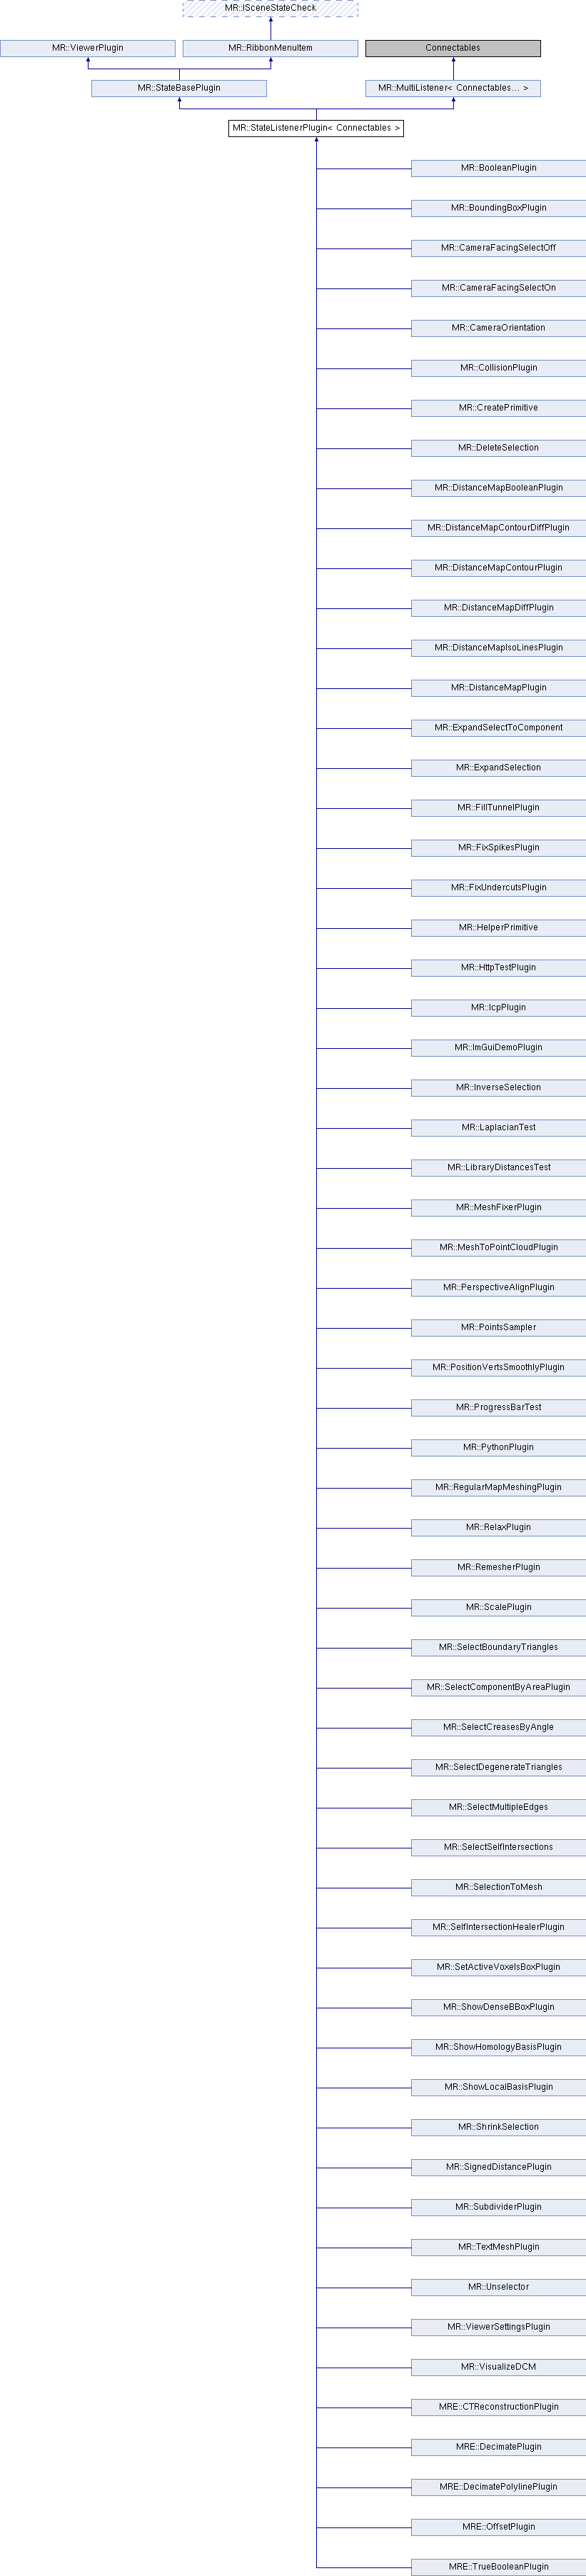 MR::ISceneStateCheck
MR::ViewerPlugin
MR::RibbonMenuItem
Connectables
MR::StateBasePlugin
MR::MultiListener< Connectables... >
MR::StateListenerPlugin< Connectables >
MR::BooleanPlugin
MR::BoundingBoxPlugin
MR::CameraFacingSelectOff
MR::CameraFacingSelectOn
MR::CameraOrientation
MR::CollisionPlugin
MR::CreatePrimitive
MR::DeleteSelection
MR::DistanceMapBooleanPlugin
MR::DistanceMapContourDiffPlugin
MR::DistanceMapContourPlugin
MR::DistanceMapDiffPlugin
MR::DistanceMapIsoLinesPlugin
MR::DistanceMapPlugin
MR::ExpandSelectToComponent
MR::ExpandSelection
MR::FillTunnelPlugin
MR::FixSpikesPlugin
MR::FixUndercutsPlugin
MR::HelperPrimitive
MR::HttpTestPlugin
MR::IcpPlugin
MR::ImGuiDemoPlugin
MR::InverseSelection
MR::LaplacianTest
MR::LibraryDistancesTest
MR::MeshFixerPlugin
MR::MeshToPointCloudPlugin
MR::PerspectiveAlignPlugin
MR::PointsSampler
MR::PositionVertsSmoothlyPlugin
MR::ProgressBarTest
MR::PythonPlugin
MR::RegularMapMeshingPlugin
MR::RelaxPlugin
MR::RemesherPlugin
MR::ScalePlugin
MR::SelectBoundaryTriangles
MR::SelectComponentByAreaPlugin
MR::SelectCreasesByAngle
MR::SelectDegenerateTriangles
MR::SelectMultipleEdges
MR::SelectSelfIntersections
MR::SelectionToMesh
MR::SelfIntersectionHealerPlugin
MR::SetActiveVoxelsBoxPlugin
MR::ShowDenseBBoxPlugin
MR::ShowHomologyBasisPlugin
MR::ShowLocalBasisPlugin
MR::ShrinkSelection
MR::SignedDistancePlugin
MR::SubdividerPlugin
MR::TextMeshPlugin
MR::Unselector
MR::ViewerSettingsPlugin
MR::VisualizeDCM
MRE::CTReconstructionPlugin
MRE::DecimatePlugin
MRE::DecimatePolylinePlugin
MRE::OffsetPlugin
MRE::TrueBooleanPlugin